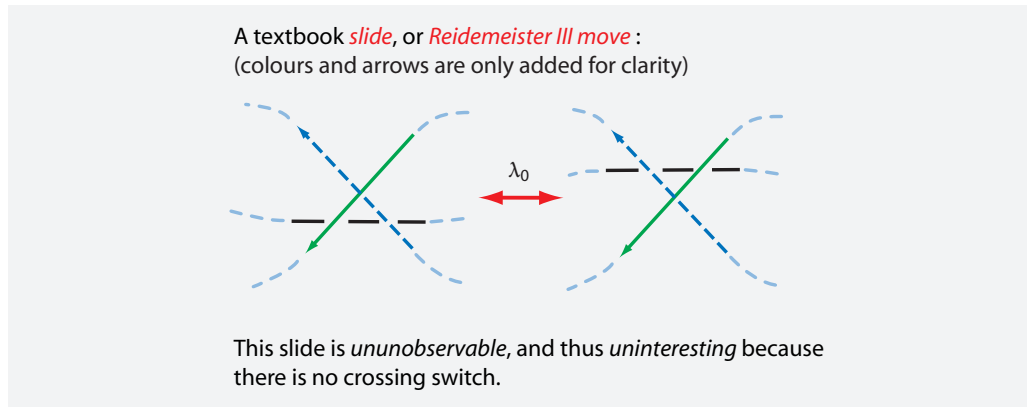 A textbook slide, or Reidemeister III move :
(colours and arrows are only added for clarity)
λ0
This slide is ununobservable, and thus uninteresting because
there is no crossing switch.